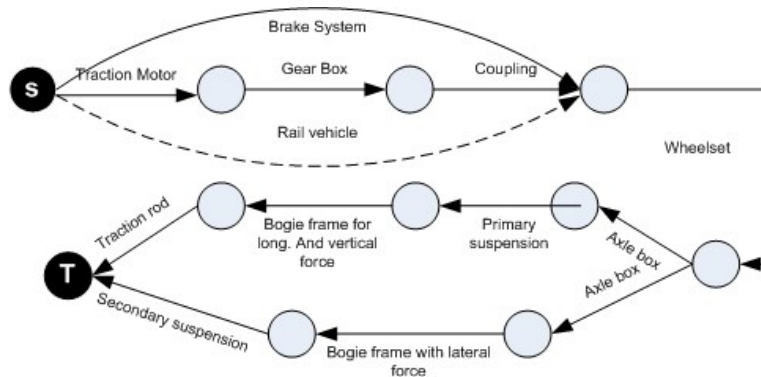 Brake System
Traction Motor
Gear Box
Coupling
S
Rail vehicle
Wheelset
Traction rod
Bogie frame for
long. And vertical
force
Primary
suspension
Axle box
Axle box
T
Secondary suspension
Bogie frame with lateral
force